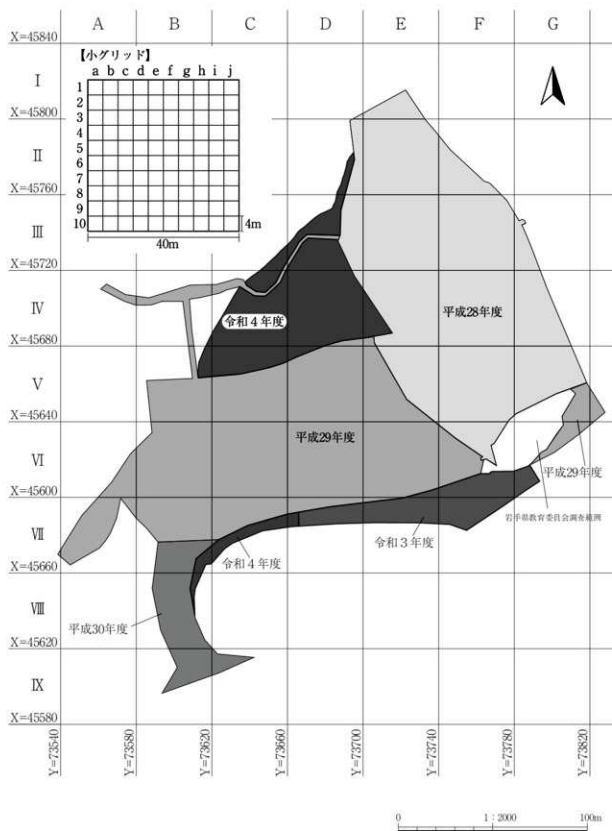 A B C D E F G
X=45840
【小グリッド】
a b c d e f g h i j
1
2
3
4
5
6
7
8
9
10
4m
40m
I
X=45800
II
X=45760
III
X=45720
IV
令和4年度
平成28年度
X=45680
V
X=45640
平成29年度
VI
平成29年度
X=45600
岩手県教育委員会調査範囲
VII
令和3年度
令和4年度
X=45660
VIII
平成30年度
X=45620
IX
X=45580
Y=73540
Y=73580
Y=73620
Y=73660
Y=73700
Y=73740
Y=73780
Y=73820
0 1:2000 100m